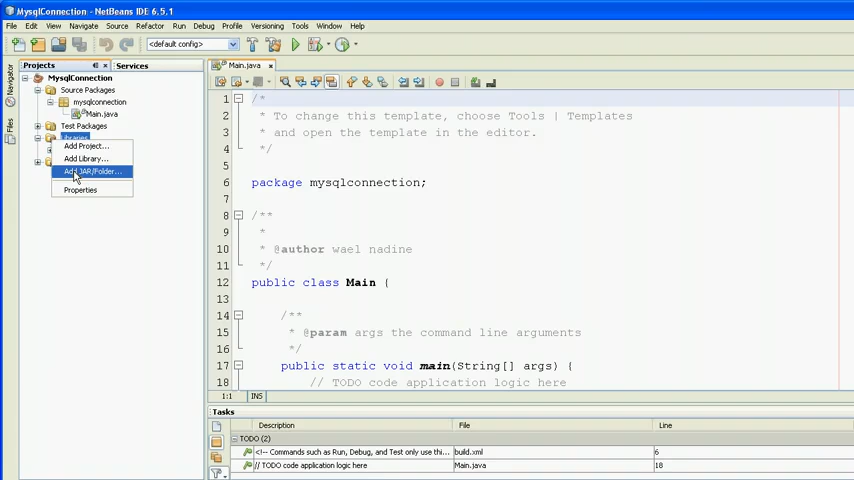 MysqlConnection - NetBeans IDE 6.5.1
File Edit View Navigate Source Refactor Run Debug Profile Versioning Tools Window Help
<default config>
Projects
Services
Main.java
Navigator
Files
MysqlConnection
Source Packages
mysqlconnection
Main.java
Test Packages
Libraries
Add Project...
Add Library...
Add JAR/Folder...
Properties
1 /*
2 * To change this template, choose Tools | Templates
3 * and open the template in the editor.
4 */
5
6 package mysqlconnection;
7
8 /**
9 *
10 * @author wael nadine
11 */
12 public class Main {
13
14 /**
15 * @param args the command line arguments
16 */
17 public static void main(String[] args) {
18 // TODO code application logic here
1:1 INS
Tasks
Description File Line
TODO (2)
<!-- Commands such as Run, Debug, and Test only use thi... build.xml 6
// TODO code application logic here Main.java 18